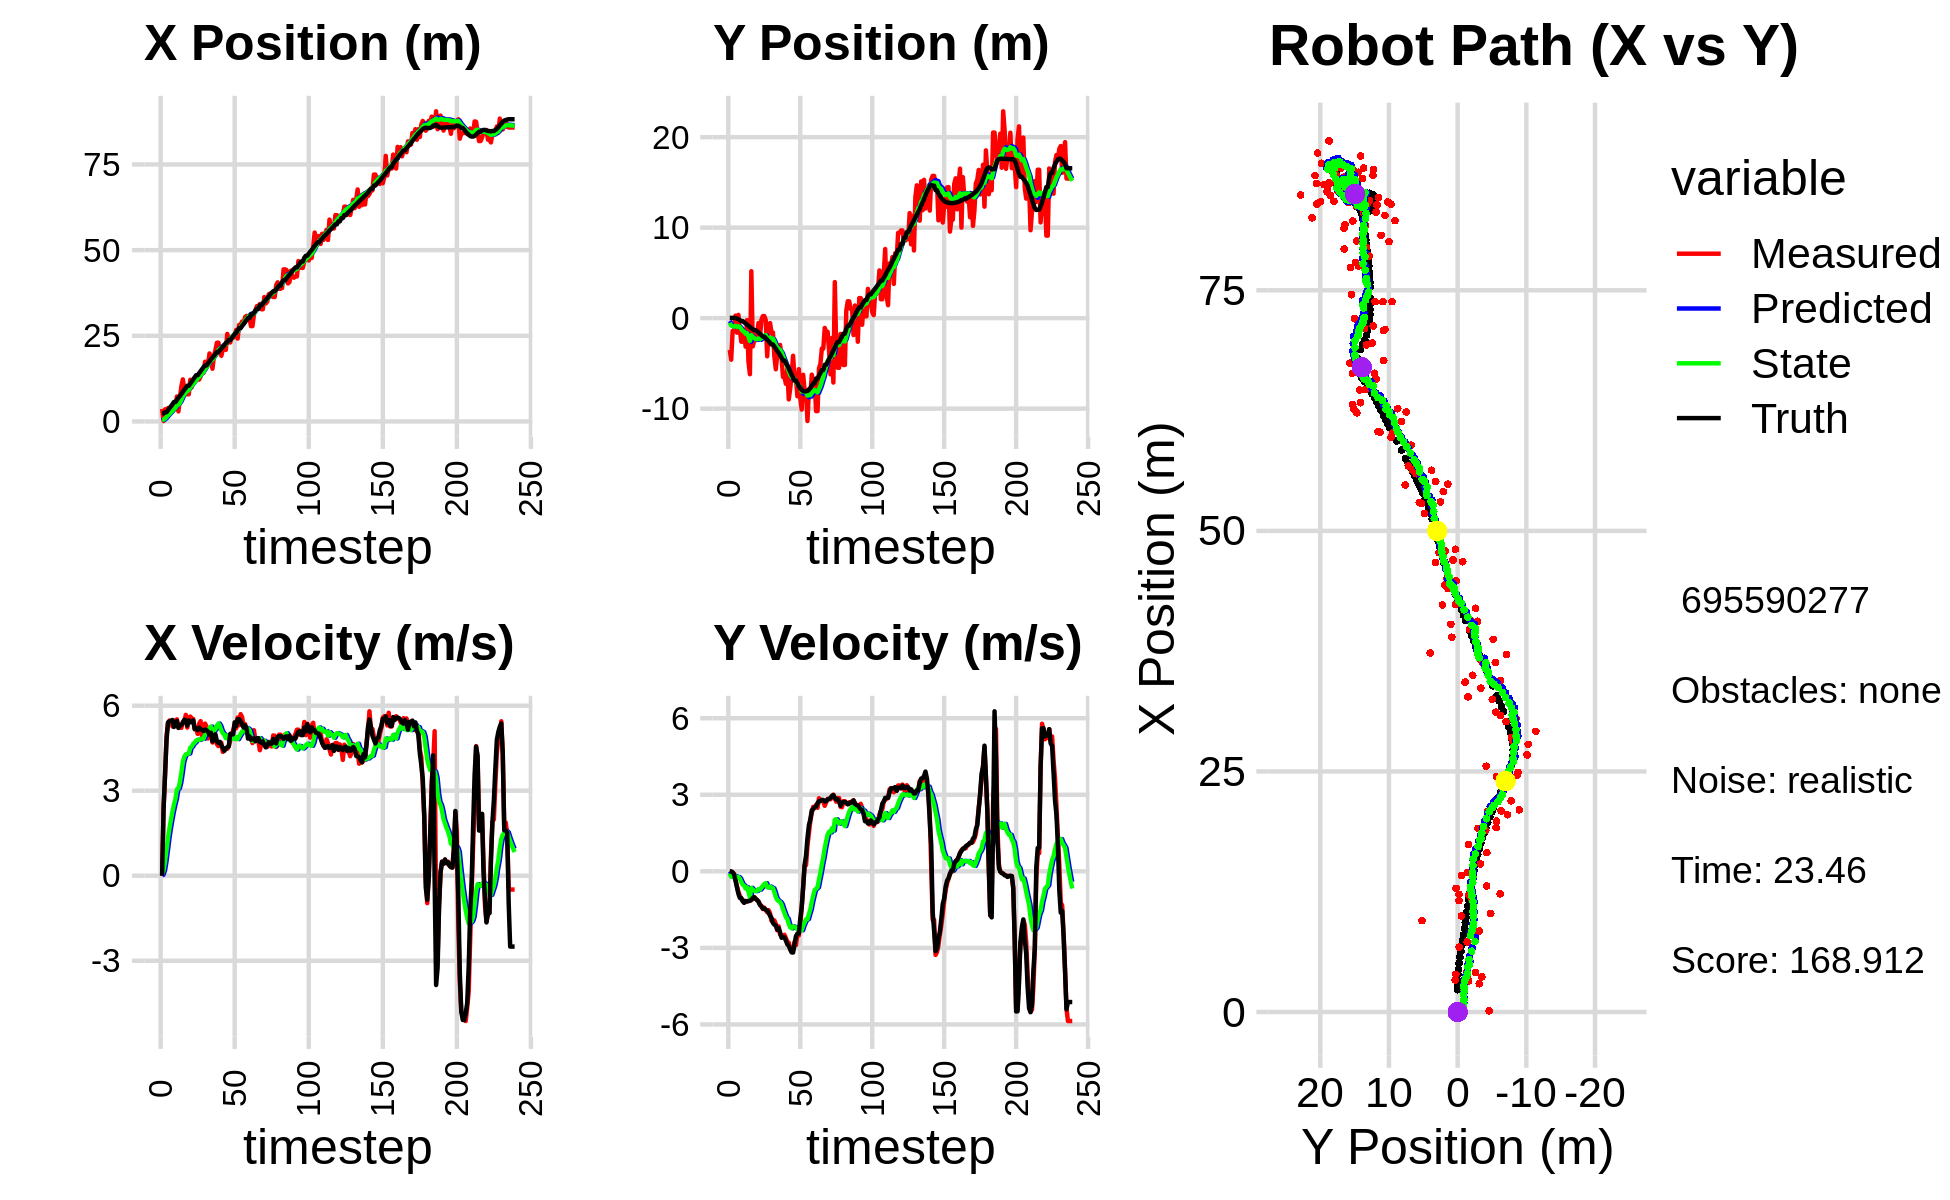 X Position (m)
75
50
25
0
0
50
100
150
200
250
timestep
Y Position (m)
20
10
0
-10
0
50
100
150
200
250
timestep
X Velocity (m/s)
6
3
0
-3
0
50
100
150
200
250
timestep
Y Velocity (m/s)
6
3
0
-3
-6
0
50
100
150
200
250
timestep
Robot Path (X vs Y)
X Position (m)
75
50
25
0
20 10 0 -10 -20
Y Position (m)
variable
Measured
Predicted
State
Truth
695590277
Obstacles: none
Noise: realistic
Time: 23.46
Score: 168.912